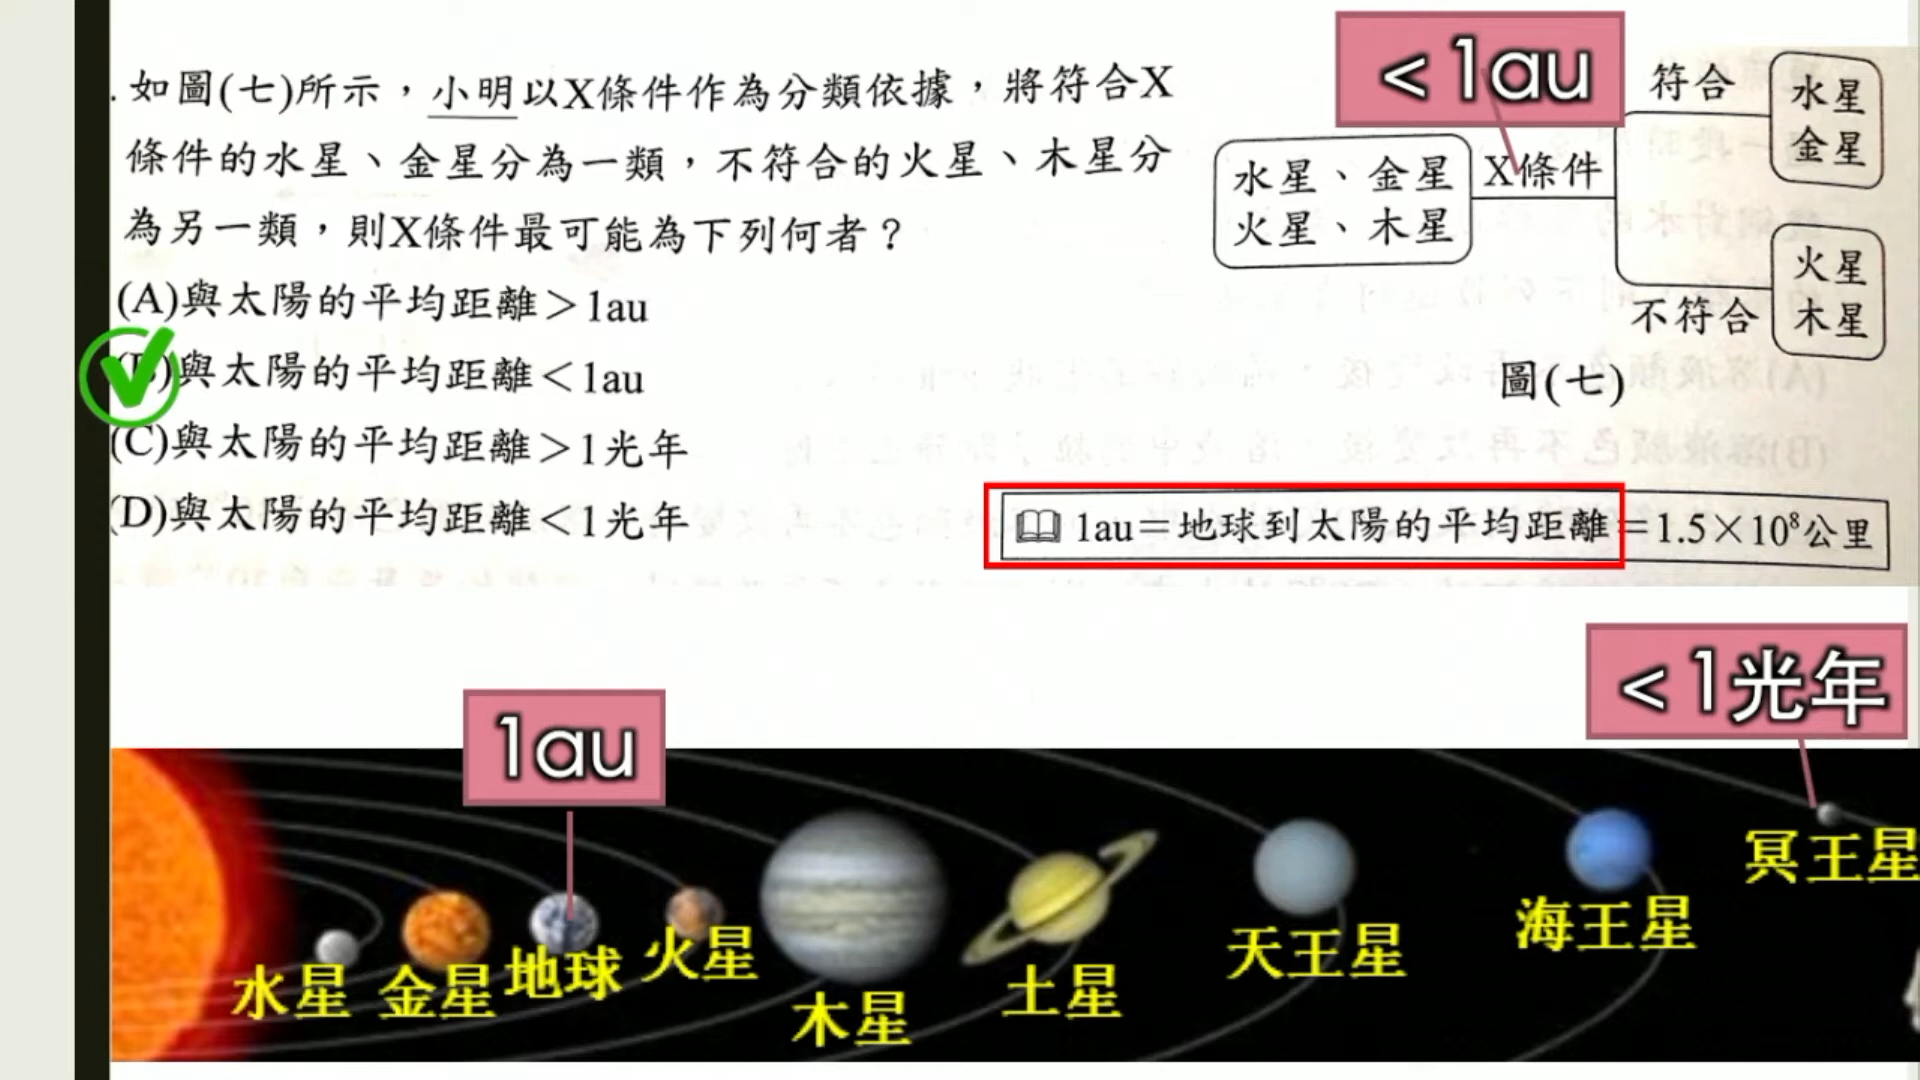 . 如圖(七)所示，小明以X條件作為分類依據，將符合X
條件的水星、金星分為一類，不符合的火星、木星分
為另一類，則X條件最可能為下列何者？
(A)與太陽的平均距離＞1au
(B)與太陽的平均距離＜1au
(C)與太陽的平均距離＞1光年
(D)與太陽的平均距離＜1光年
< 1au
水星、金星
火星、木星
X條件
符合
水星
金星
不符合
火星
木星
圖(七)
1au＝地球到太陽的平均距離＝1.5×10⁸公里
< 1光年
1au
水星
金星
地球
火星
木星
土星
天王星
海王星
冥王星